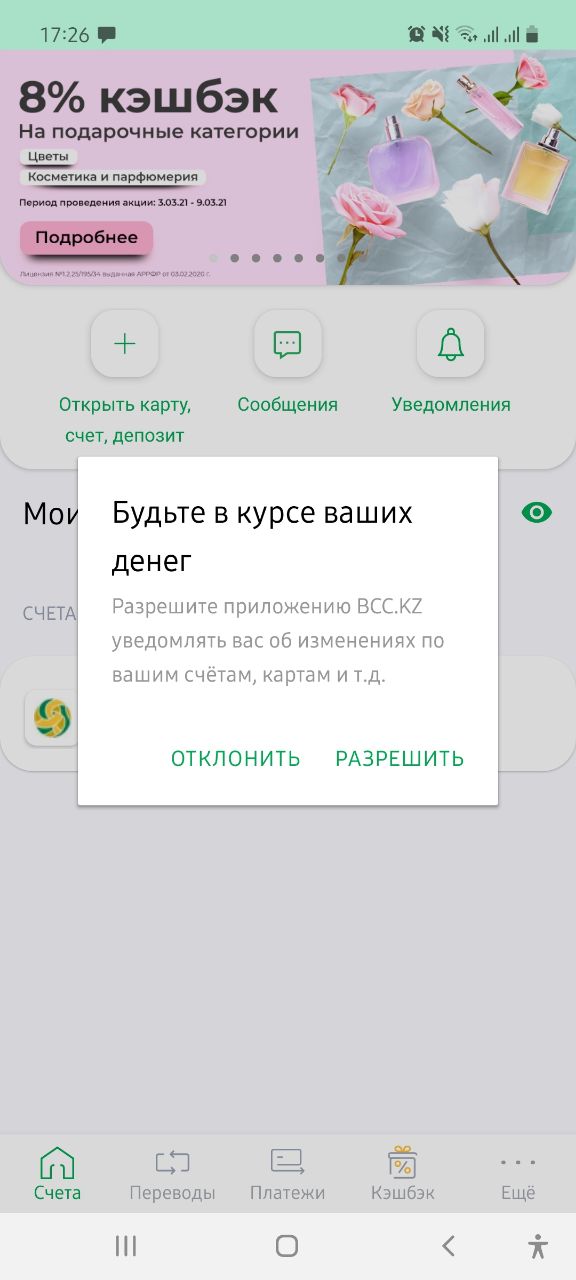 17:26
8% кэшбэк
На подарочные категории
Цветы
Косметика и парфюмерия
Период проведения акции: 3.03.21 - 9.03.21
Подробнее
Лицензия №1.2.25/195/34 выданная АРРФР от 03.02.2020 г.
Открыть карту,
счет, депозит
Сообщения
Уведомления
Мои
Будьте в курсе ваших
денег
СЧЕТА
Разрешите приложению BCC.KZ
уведомлять вас об изменениях по
вашим счётам, картам и т.д.
ОТКЛОНИТЬ РАЗРЕШИТЬ
Счета Переводы Платежи Кэшбэк Ещё